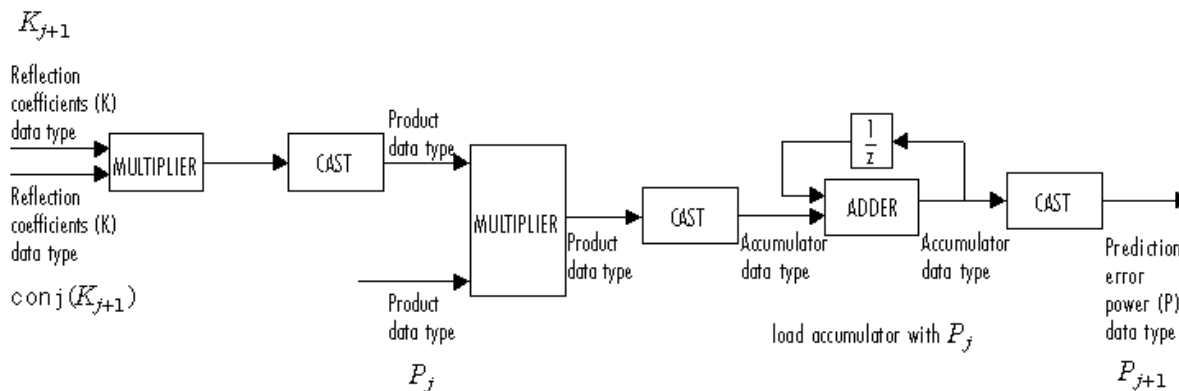 K_{j+1}
Reflection
coefficients (K)
data type
MULTIPLIER
Reflection
coefficients (K)
data type
conj(K_{j+1})
CAST
Product
data type
MULTIPLIER
Product
data type
P_j
Product
data type
CAST
Accumulator
data type
1
z
ADDER
Accumulator
data type
load accumulator with P_j
CAST
Prediction
error
power (P)
data type
P_{j+1}